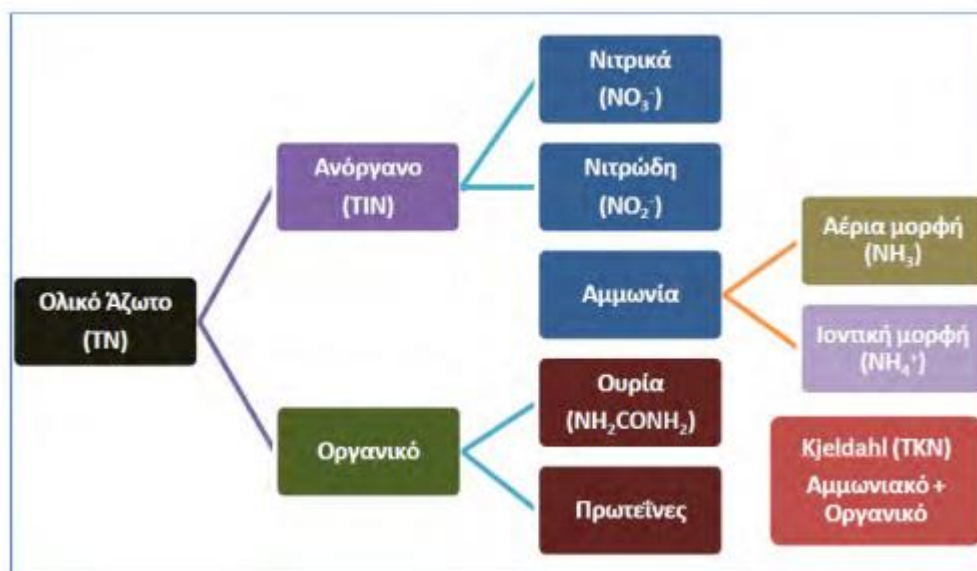 Νιτρικά
(NO₃⁻)
Ανόργανο
(TIN)
Νιτρώδη
(NO₂⁻)
Αέρια μορφή
(NH₃)
Ολικό Άζωτο
(TN)
Αμμωνία
Ιοντική μορφή
(NH₄⁺)
Οργανικό
Ουρία
(NH₂CONH₂)
Πρωτεΐνες
Kjeldahl (TKN)
Αμμωνιακό +
Οργανικό